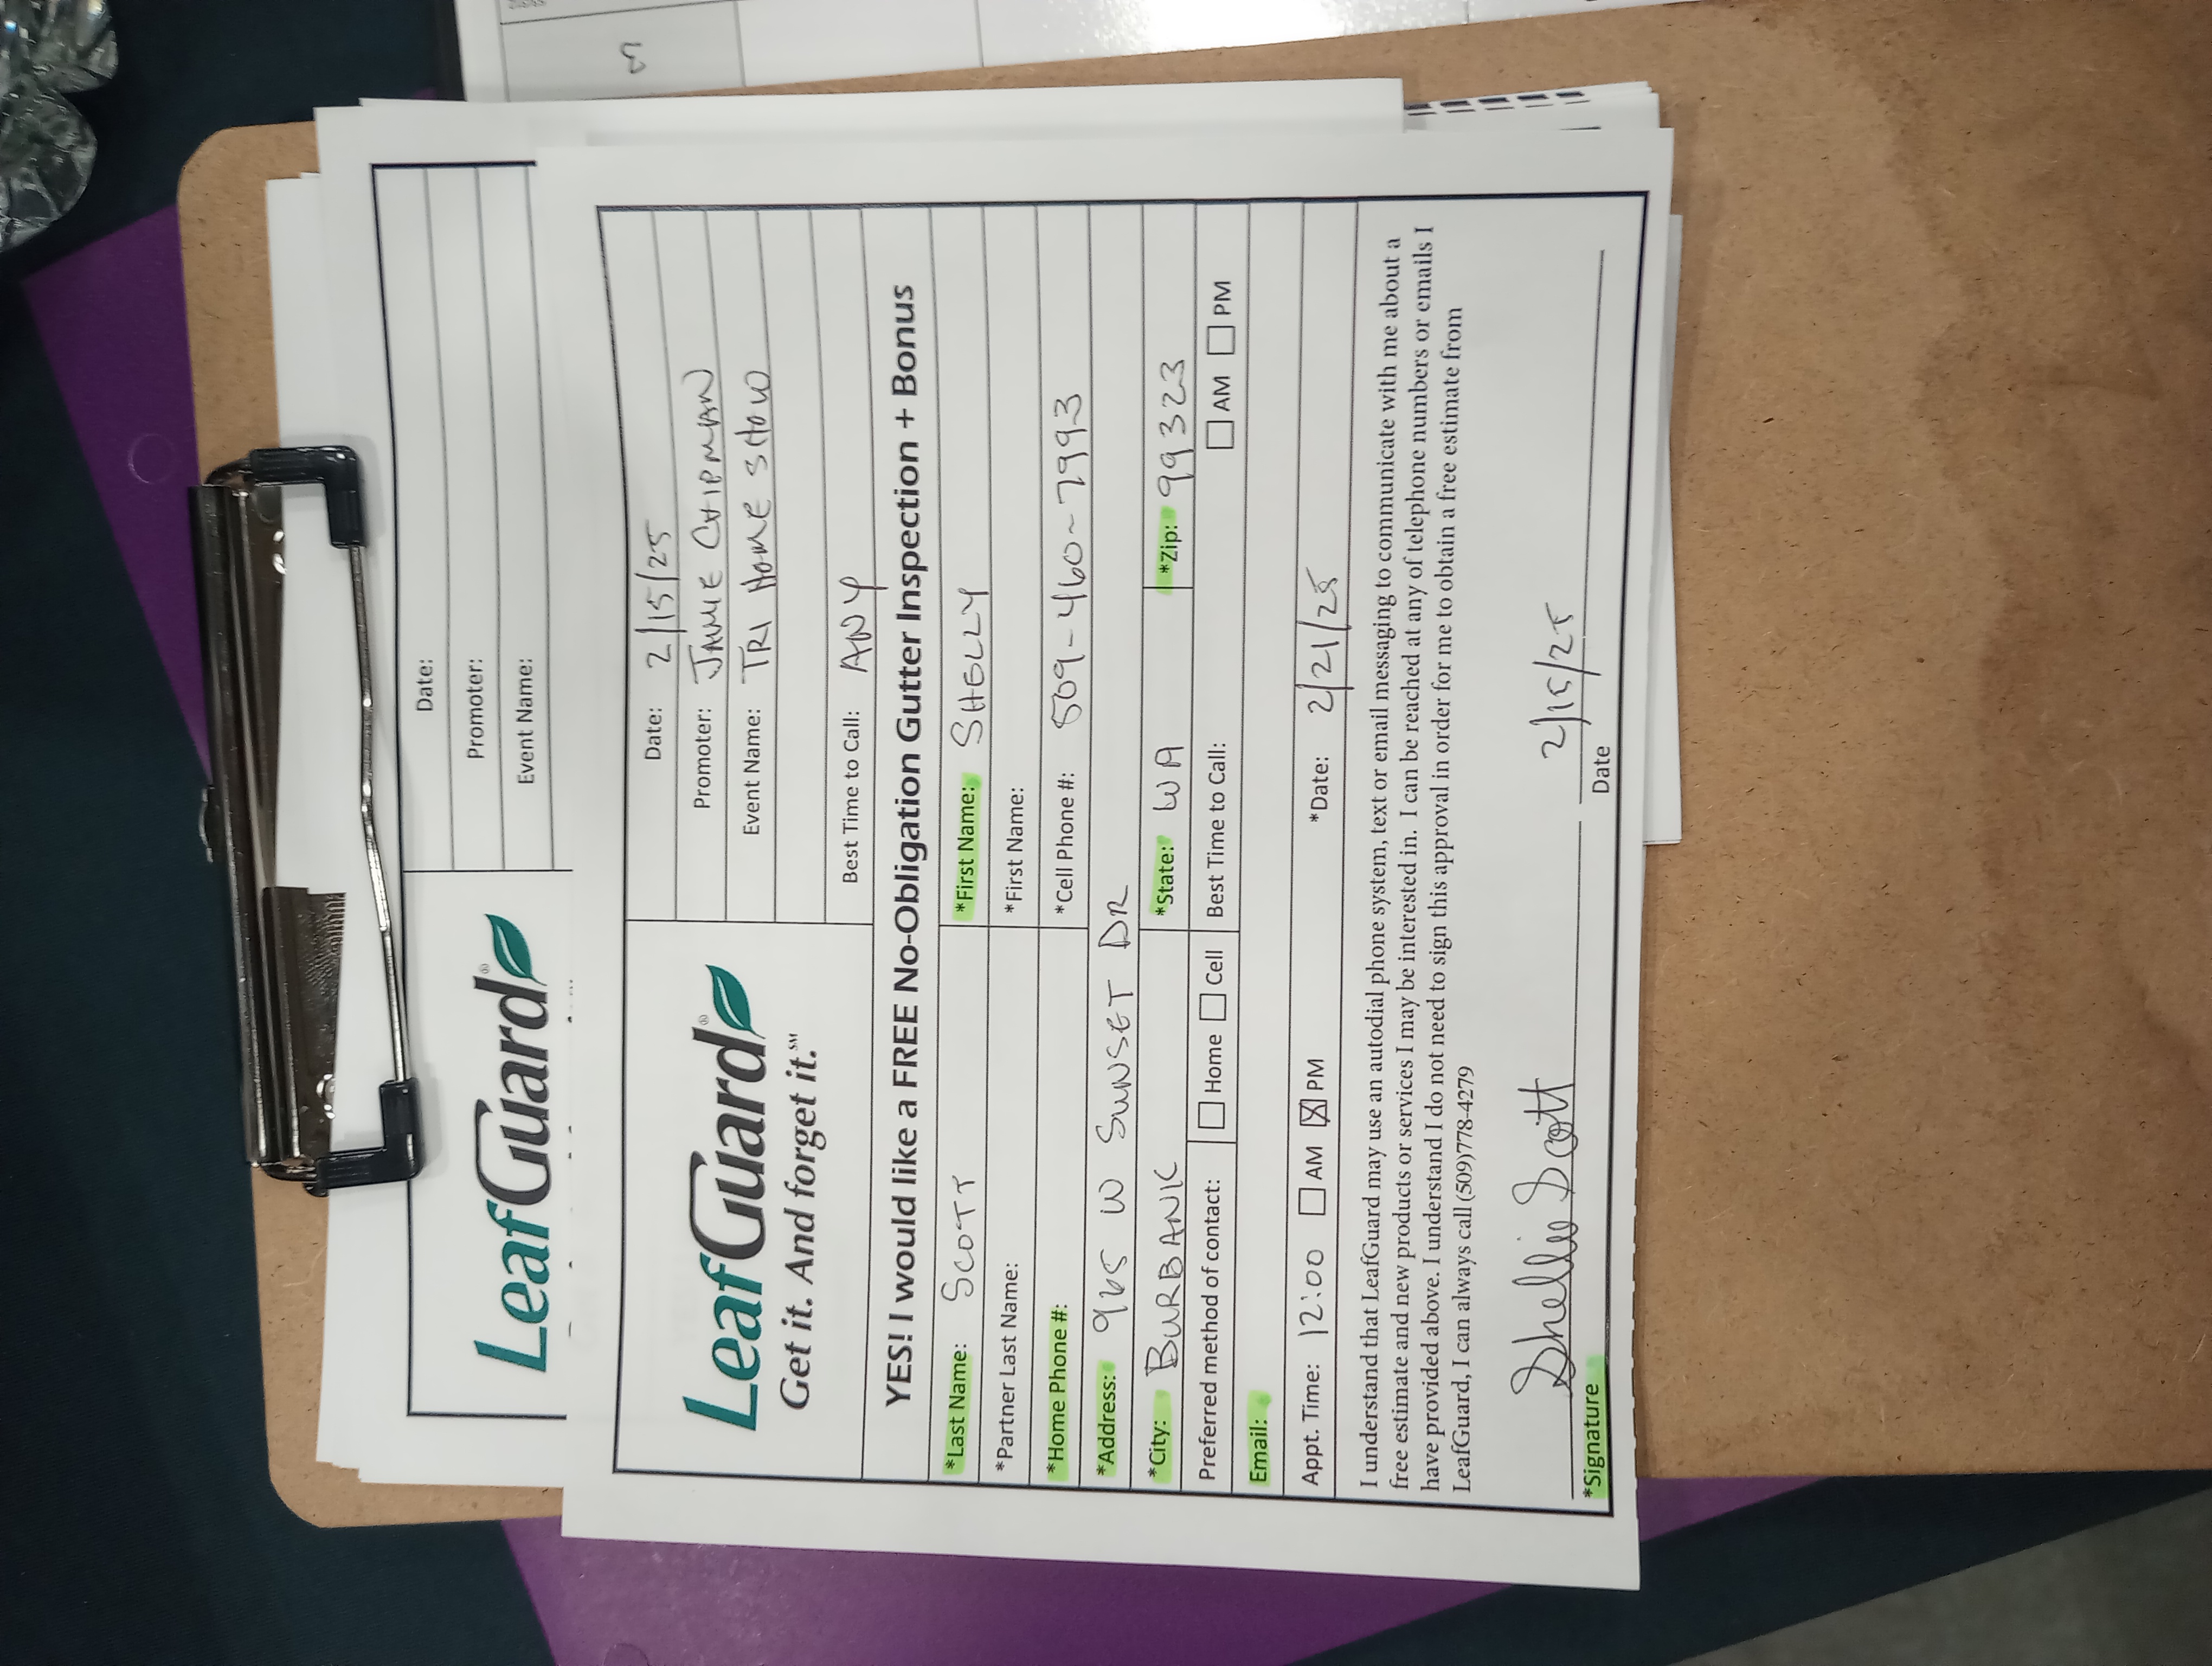 LeafGuard®
Date:
Promoter:
Event Name:
LeafGuard®
Get it. And forget it.℠
Date: 2/15/25
Promoter: JAMIE CHIPMAN
Event Name: TRI HOME SHOW
Best Time to Call: ANY
YES! I would like a FREE No-Obligation Gutter Inspection + Bonus
*Last Name: SCOTT *First Name: SHELLY
*Partner Last Name: *First Name:
*Home Phone #: *Cell Phone #: 509-460-7993
*Address: 965 W SUNSET DR
*City: BURBANK *State: WA *Zip: 99323
Preferred method of contact: Home Cell Best Time to Call: AM PM
Email:
Appt. Time: 12:00 AM PM *Date: 2/21/25
I understand that LeafGuard may use an autodial phone system, text or email messaging to communicate with me about a
free estimate and new products or services I may be interested in. I can be reached at any of telephone numbers or emails I
have provided above. I understand I do not need to sign this approval in order for me to obtain a free estimate from
LeafGuard, I can always call (509)778-4279
Shellie Scott 2/15/25
*Signature Date
3